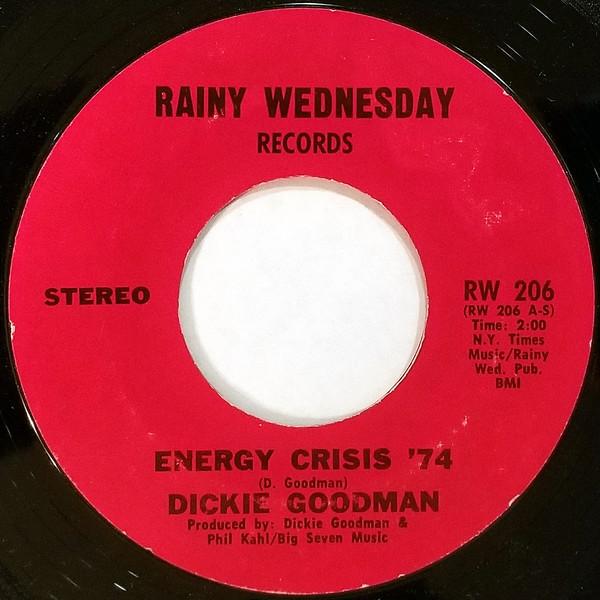 RAINY WEDNESDAY
RECORDS
STEREO
RW 206
(RW 206 A-S)
Time: 2:00
N.Y. Times
Music/Rainy
Wed. Pub.
BMI
ENERGY CRISIS '74
(D. Goodman)
DICKIE GOODMAN
Produced by: Dickie Goodman &
Phil Kahl/Big Seven Music